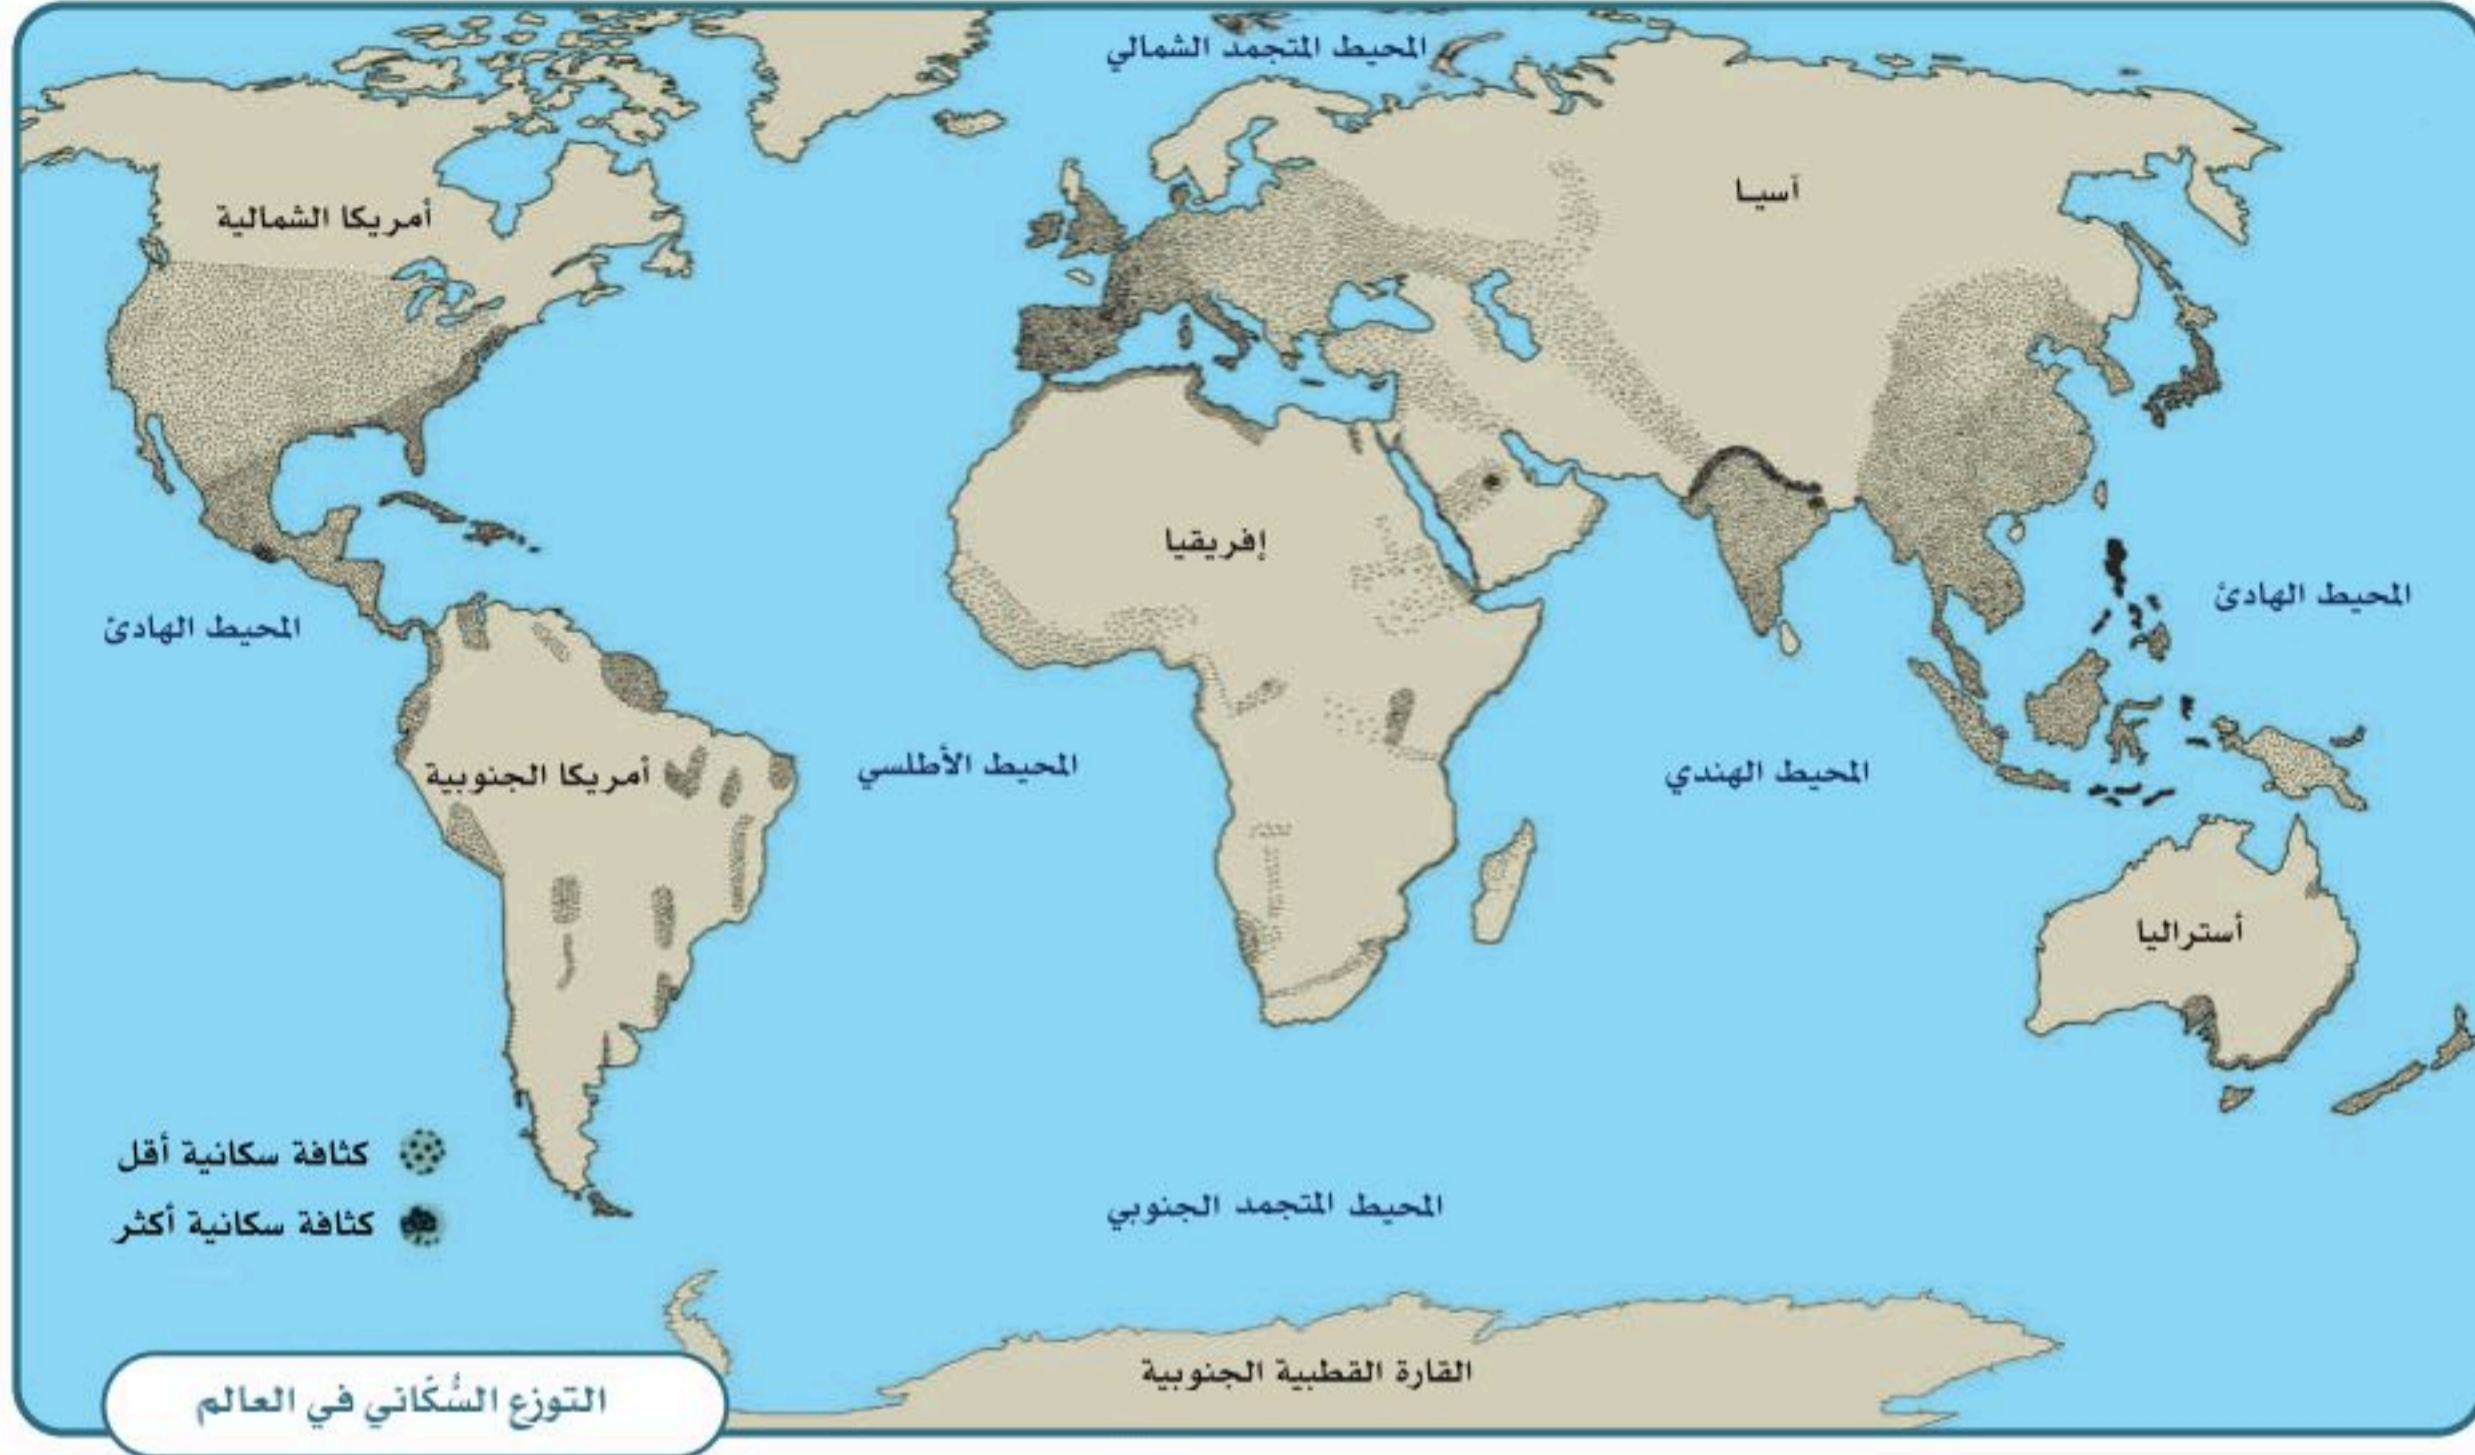 المحيط المتجمد الشمالي
آسيا
أمريكا الشمالية
إفريقيا
المحيط الهادئ
المحيط الهادئ
المحيط الأطلسي
المحيط الهندي
أمريكا الجنوبية
أستراليا
كثافة سكانية أقل
كثافة سكانية أكثر
المحيط المتجمد الجنوبي
القارة القطبية الجنوبية
التوزع السُّكّاني في العالم